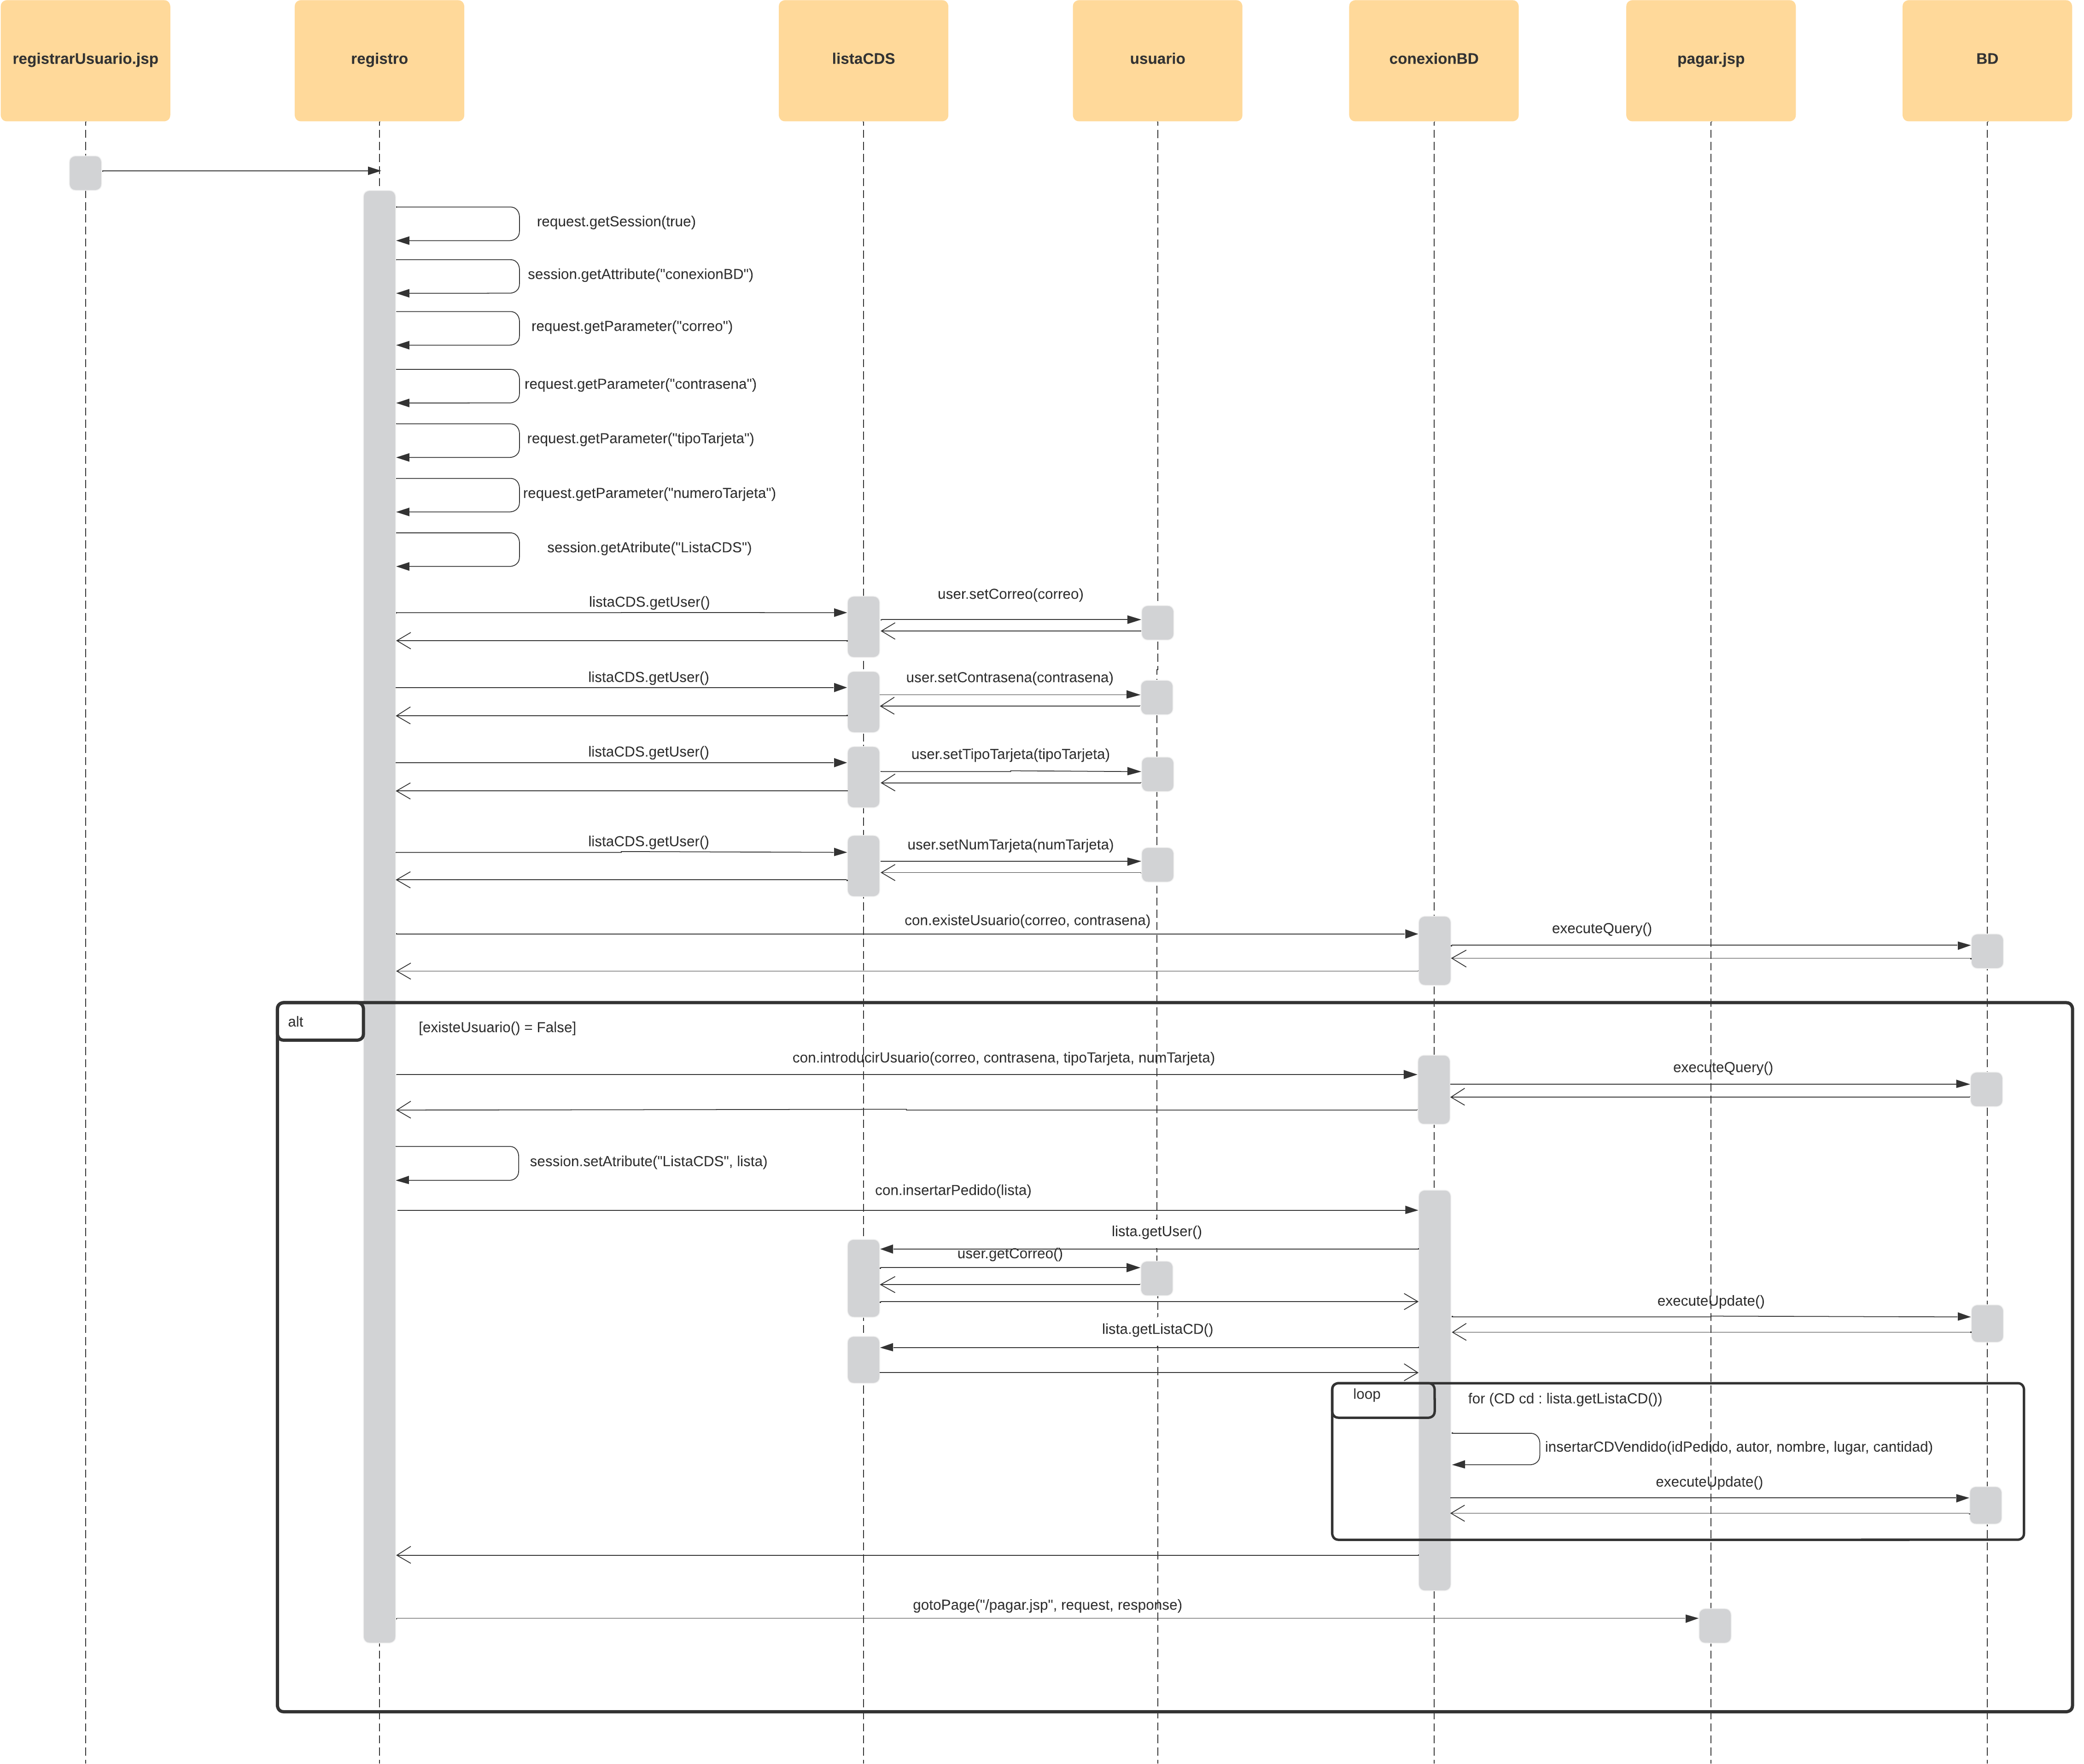 registrarUsuario.jsp
registro
listaCDS
usuario
conexionBD
pagar.jsp
BD
request.getSession(true)
session.getAttribute("conexionBD")
request.getParameter("correo")
request.getParameter("contrasena")
request.getParameter("tipoTarjeta")
request.getParameter("numeroTarjeta")
session.getAtribute("ListaCDS")
listaCDS.getUser()
user.setCorreo(correo)
listaCDS.getUser()
user.setContrasena(contrasena)
listaCDS.getUser()
user.setTipoTarjeta(tipoTarjeta)
listaCDS.getUser()
user.setNumTarjeta(numTarjeta)
con.existeUsuario(correo, contrasena)
executeQuery()
alt
[existeUsuario() = False]
con.introducirUsuario(correo, contrasena, tipoTarjeta, numTarjeta)
executeQuery()
session.setAtribute("ListaCDS", lista)
con.insertarPedido(lista)
lista.getUser()
user.getCorreo()
executeUpdate()
lista.getListaCD()
loop
for (CD cd : lista.getListaCD())
insertarCDVendido(idPedido, autor, nombre, lugar, cantidad)
executeUpdate()
gotoPage("/pagar.jsp", request, response)